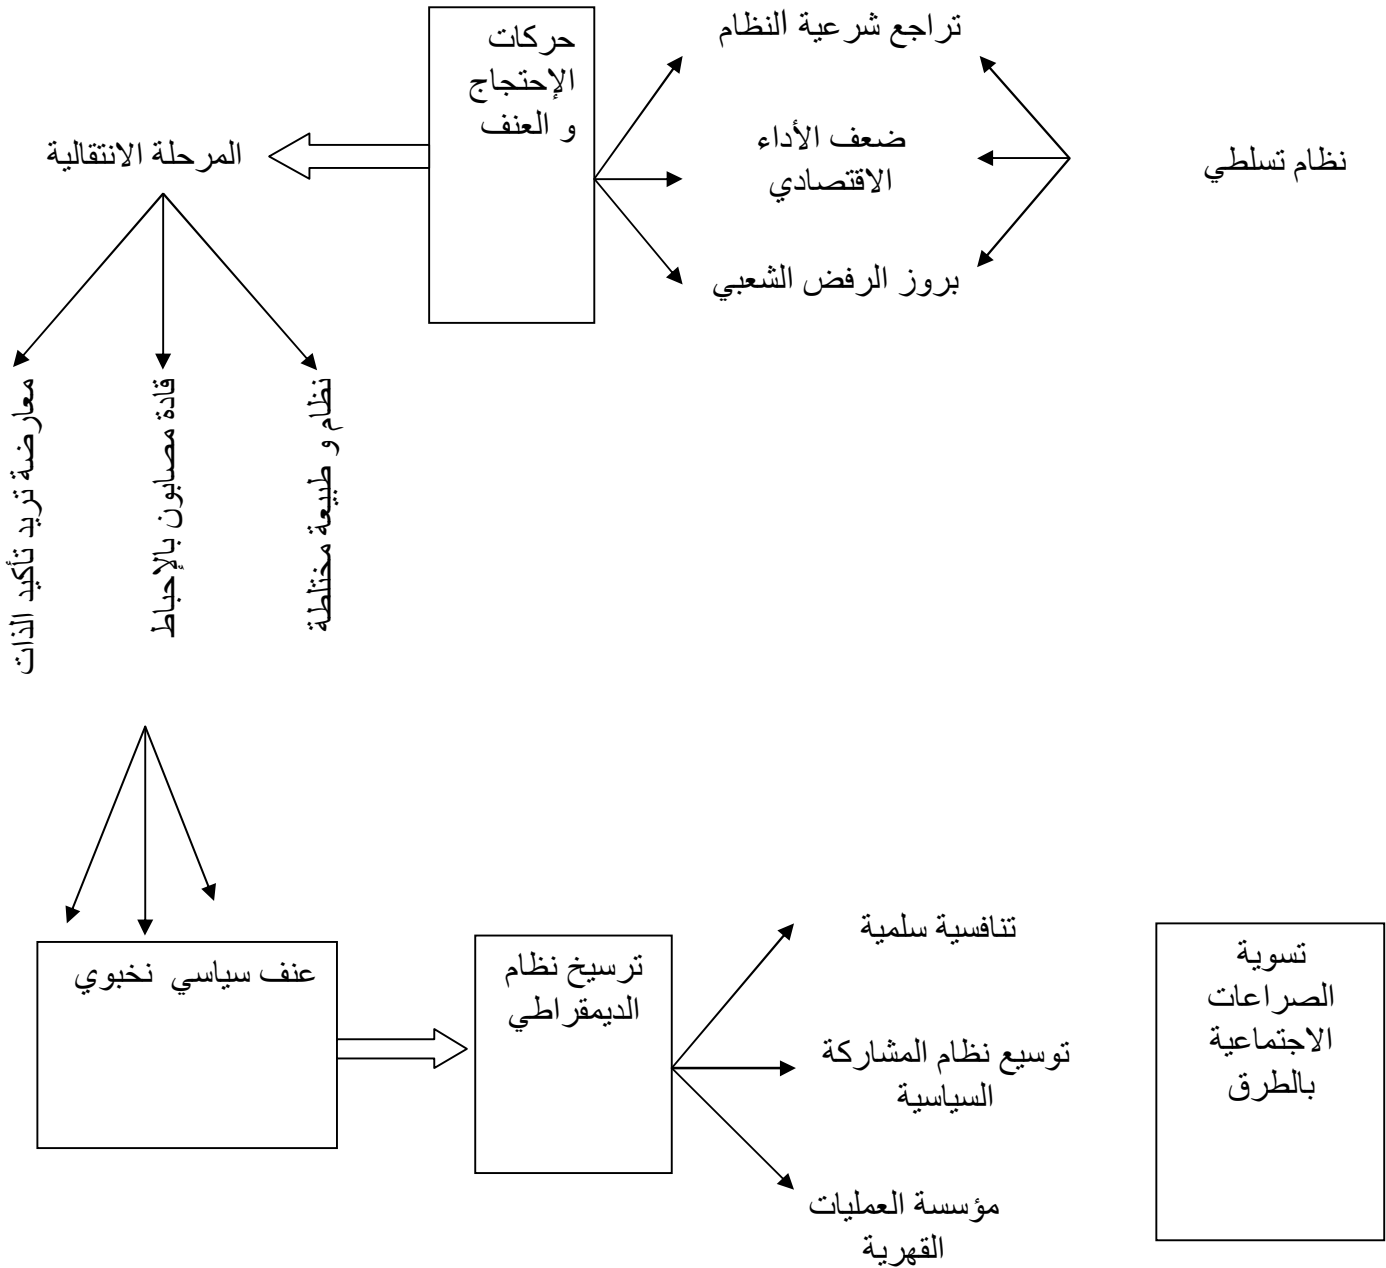 نظام تسلطي
تراجع شرعية النظام
ضعف الأداء
الاقتصادي
بروز الرفض الشعبي
حركات
الإحتجاج
و العنف
المرحلة الانتقالية
نظام و طبيعة مختلطة
قادة مصابون بالإحباط
معارضة تريد تأكيد الذات
عنف سياسي نخبوي
ترسيخ نظام
الديمقراطي
تنافسية سلمية
توسيع نظام المشاركة
السياسية
مؤسسة العمليات
القهرية
تسوية
الصراعات
الاجتماعية
بالطرق